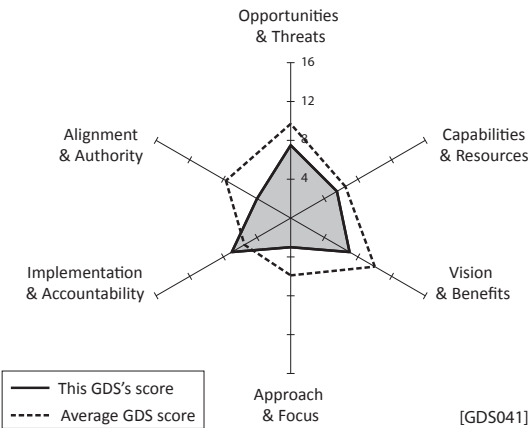 Opportunities
& Threats
16
12
8
4
Alignment
& Authority
Capabilities
& Resources
Implementation
& Accountability
Vision
& Benefits
Approach
& Focus
This GDS's score
Average GDS score
[GDS041]